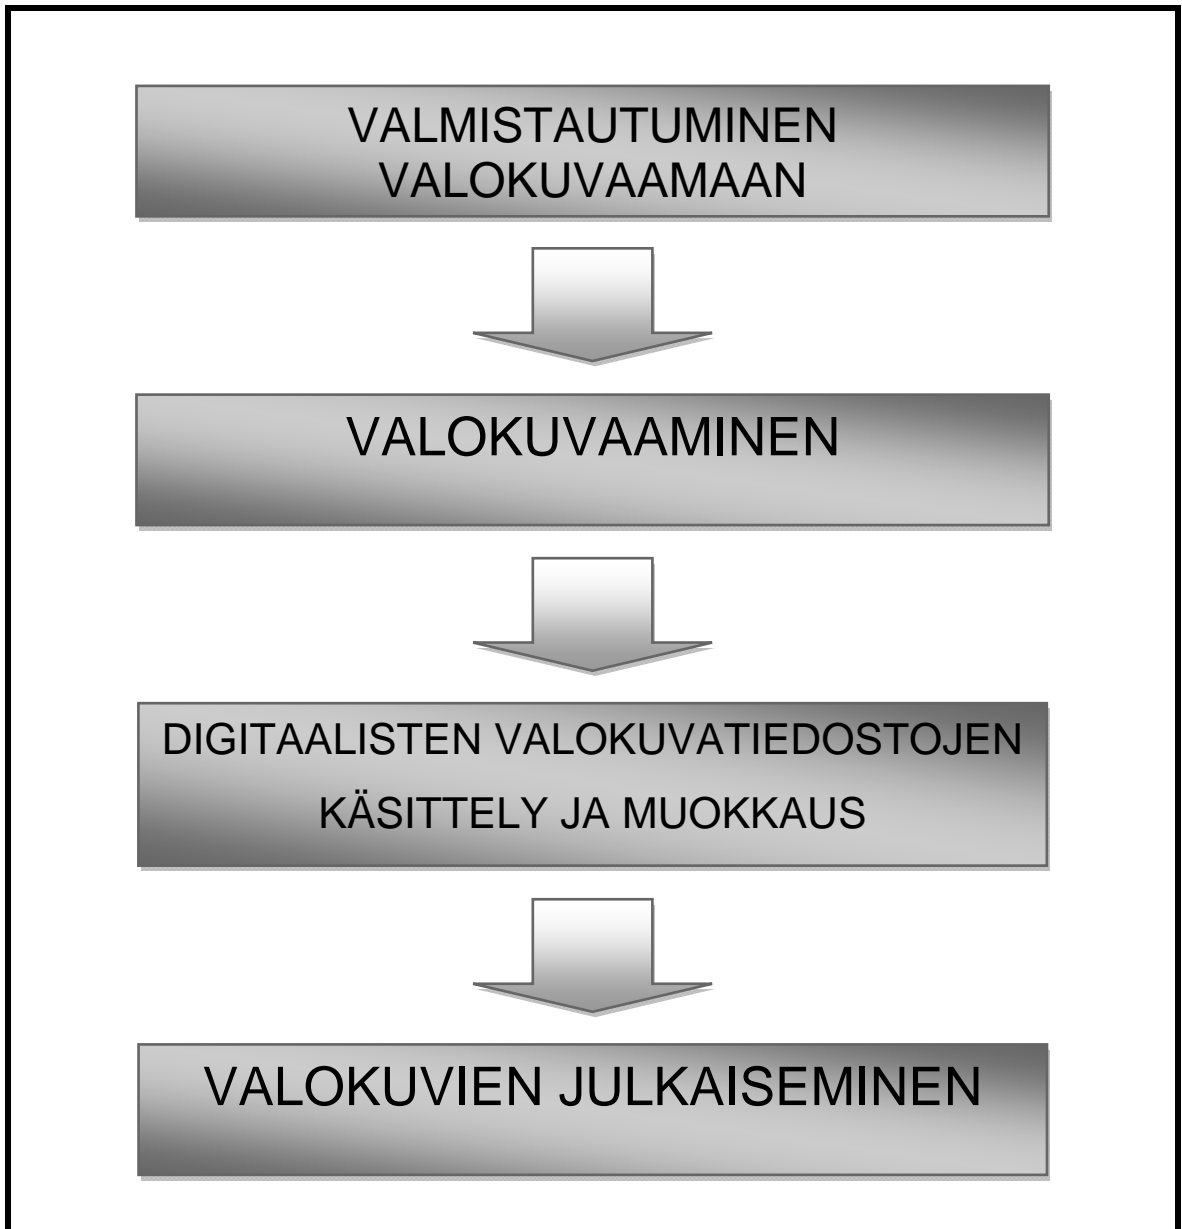 VALMISTAUTUMINEN
VALOKUVAAMAAN
VALOKUVAAMINEN
DIGITAALISTEN VALOKUVATIEDOSTOJEN
KÄSITTELY JA MUOKKAUS
VALOKUVIEN JULKAISEMINEN